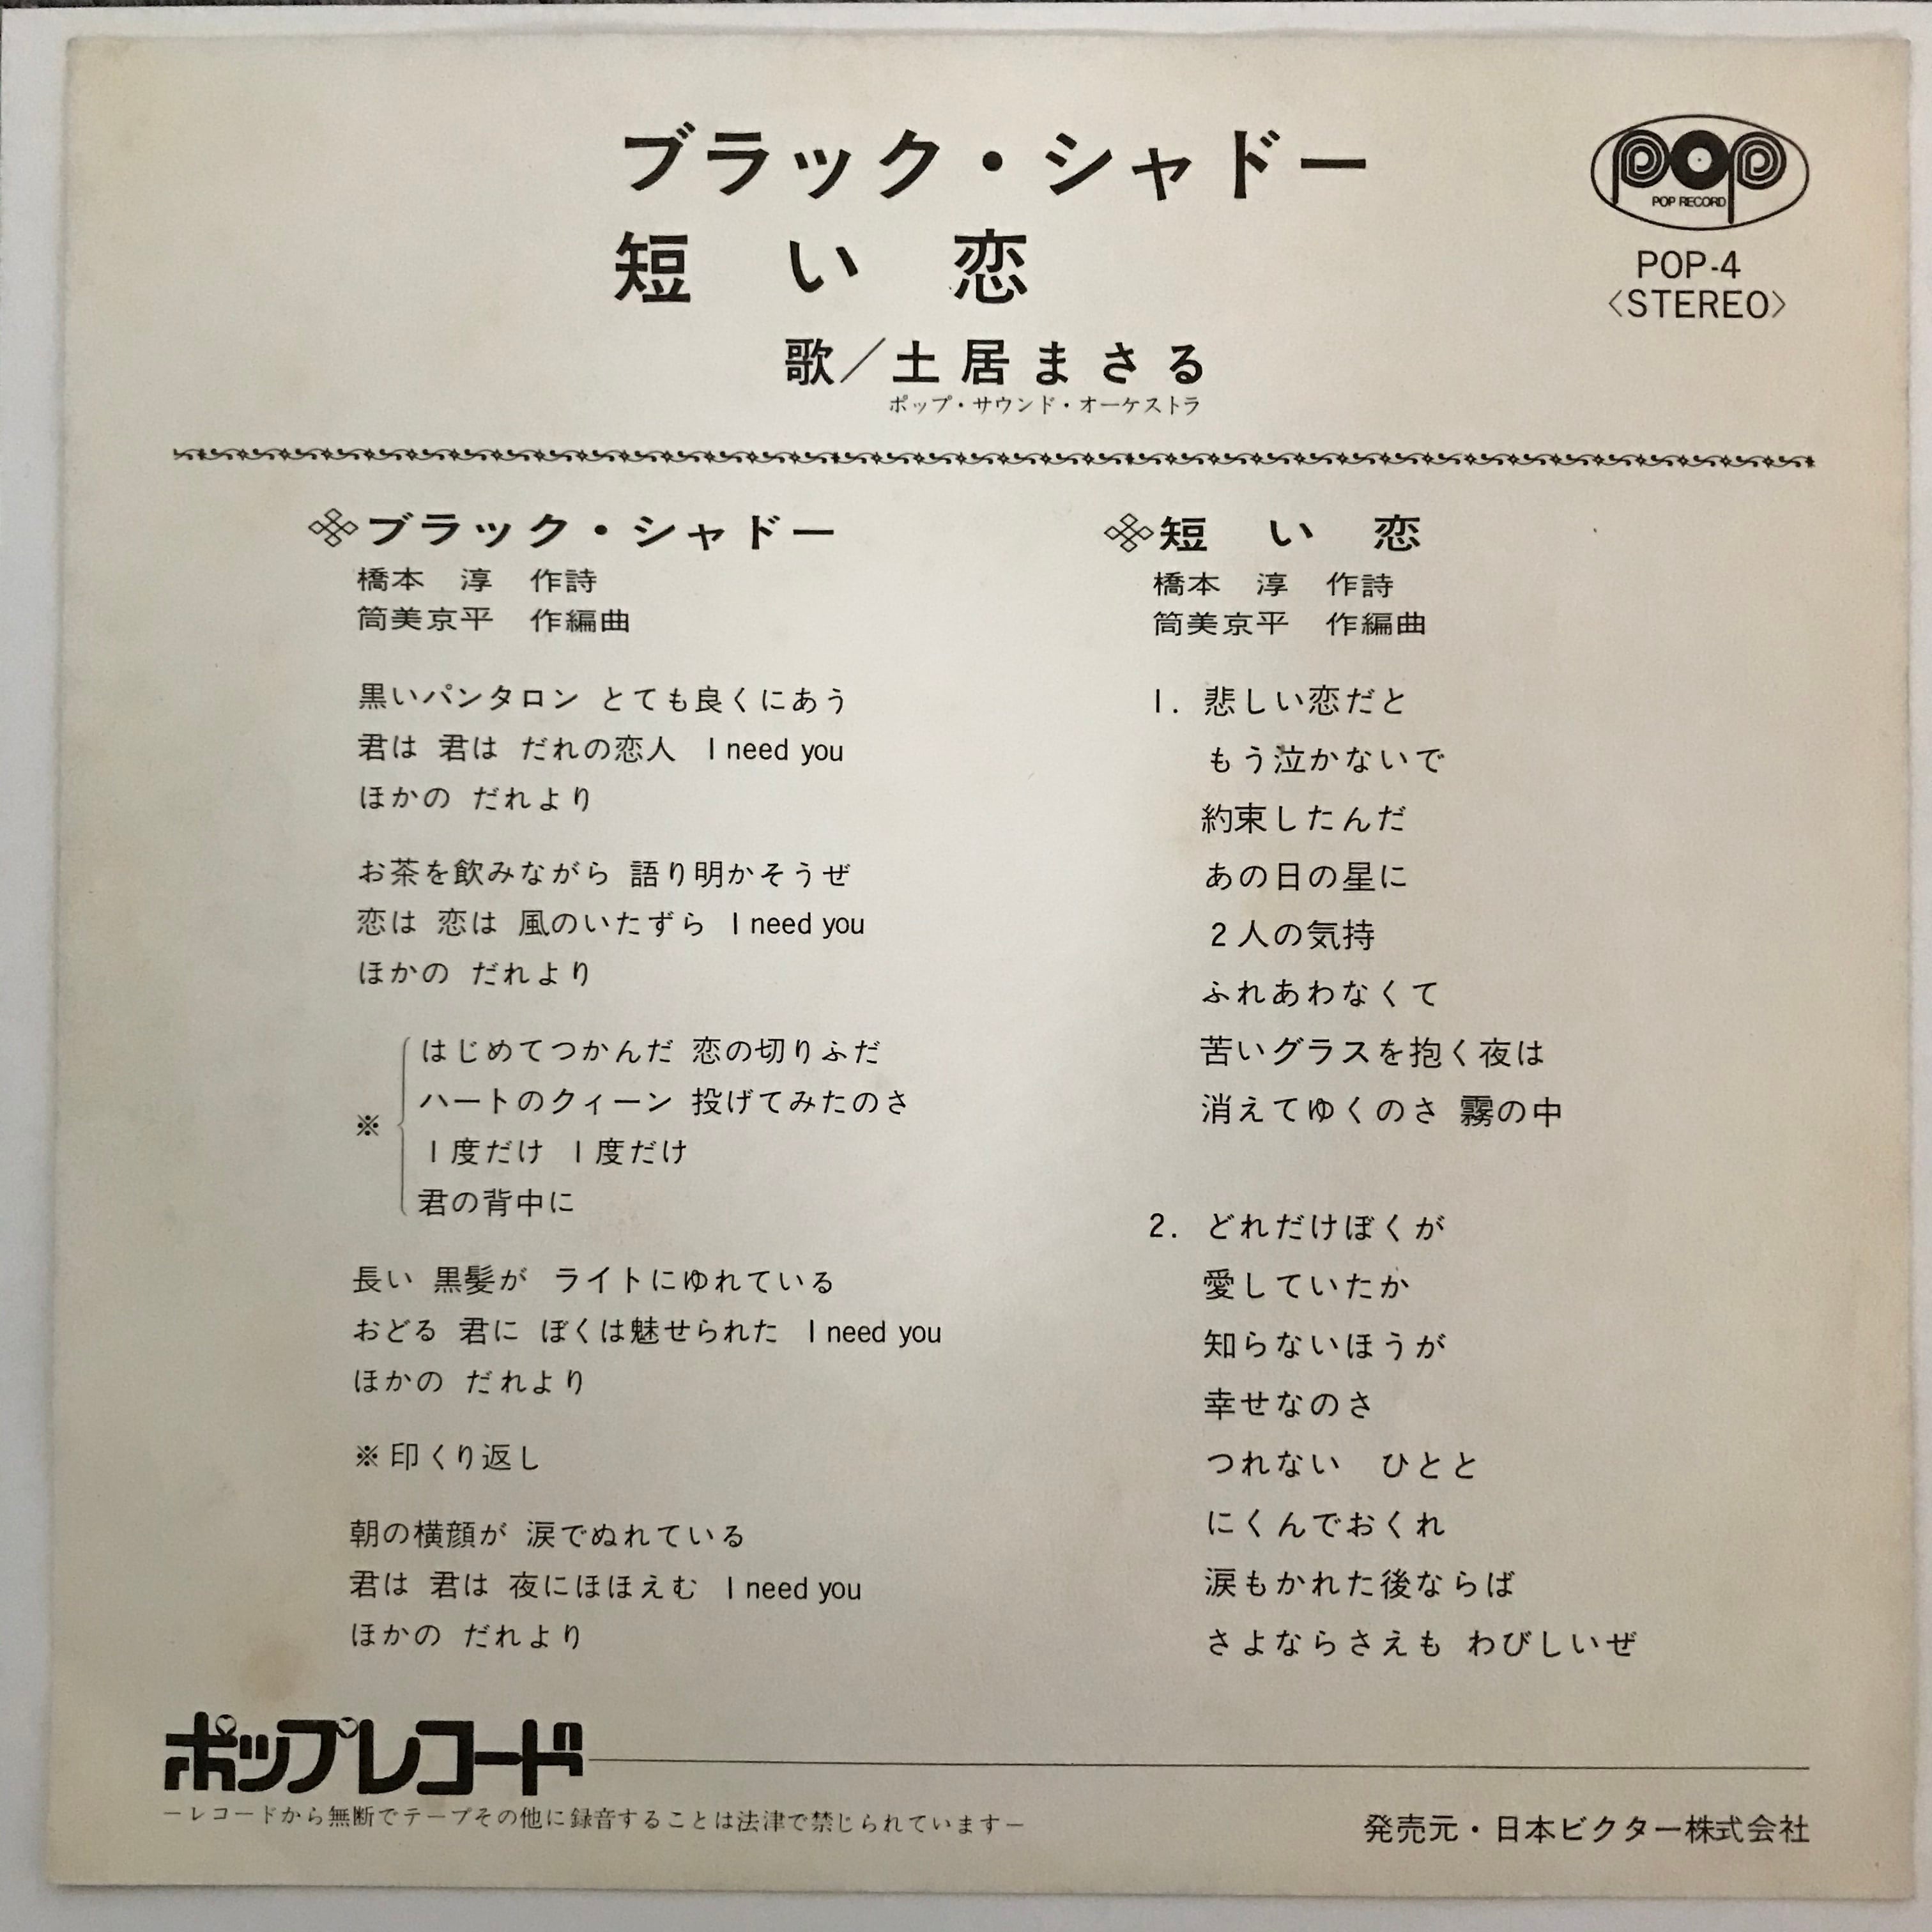 ブラック・シャドー
短い恋
歌／土居まさる
ポップ・サウンド・オーケストラ
pop
POP RECORD
POP-4
〈STEREO〉
ブラック・シャドー
橋本 淳 作詩
筒美京平 作編曲
黒いパンタロン とても良くにあう
君は 君は だれの恋人 I need you
ほかの だれより
お茶を飲みながら 語り明かそうぜ
恋は 恋は 風のいたずら I need you
ほかの だれより
※
はじめてつかんだ 恋の切りふだ
ハートのクィーン 投げてみたのさ
1度だけ 1度だけ
君の背中に
長い 黒髪が ライトにゆれている
おどる 君に ぼくは魅せられた I need you
ほかの だれより
※印くり返し
朝の横顔が 涙でぬれている
君は 君は 夜にほほえむ I need you
ほかの だれより
短い恋
橋本 淳 作詩
筒美京平 作編曲
1. 悲しい恋だと
もう泣かないで
約束したんだ
あの日の星に
2人の気持
ふれあわなくて
苦いグラスを抱く夜は
消えてゆくのさ 霧の中
2. どれだけぼくが
愛していたか
知らないほうが
幸せなのさ
つれない ひとと
にくんでおくれ
涙もかれた後ならば
さよならさえも わびしいぜ
ポップレコード
−レコードから無断でテープその他に録音することは法律で禁じられています−
発売元・日本ビクター株式会社